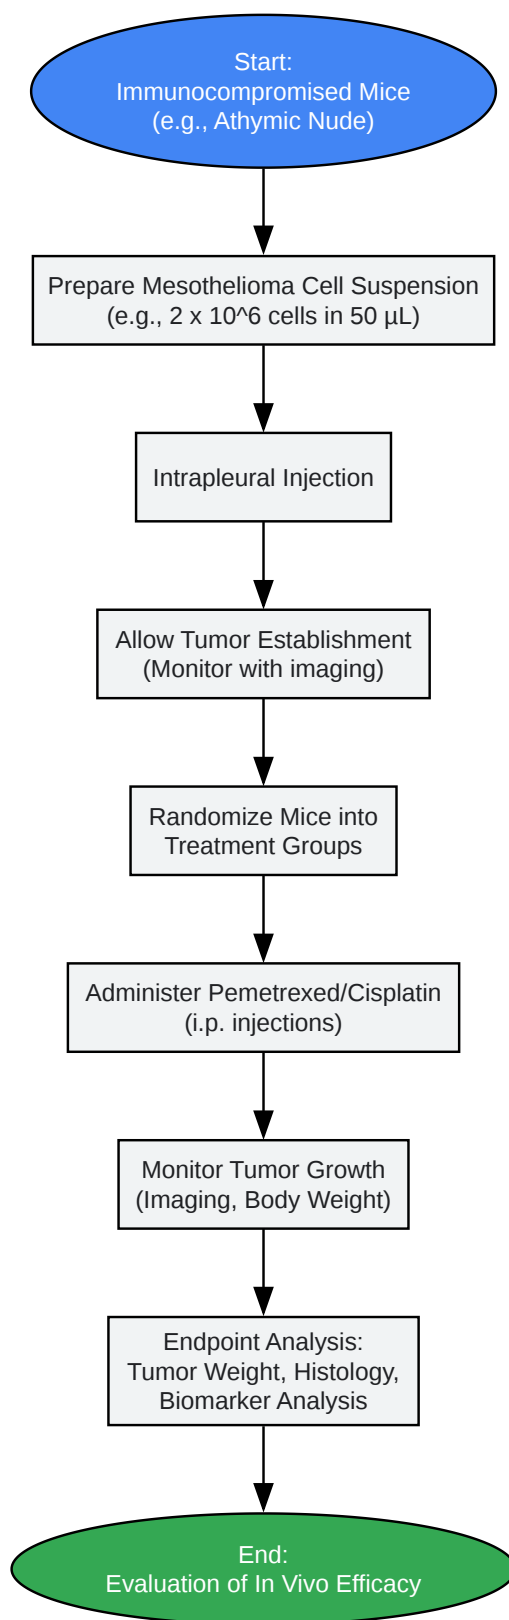 Start:
Immunocompromised Mice
(e.g., Athymic Nude)
Prepare Mesothelioma Cell Suspension
(e.g., 2 x 10^6 cells in 50 µL)
Intrapleural Injection
Allow Tumor Establishment
(Monitor with imaging)
Randomize Mice into
Treatment Groups
Administer Pemetrexed/Cisplatin
(i.p. injections)
Monitor Tumor Growth
(Imaging, Body Weight)
Endpoint Analysis:
Tumor Weight, Histology,
Biomarker Analysis
End:
Evaluation of In Vivo Efficacy